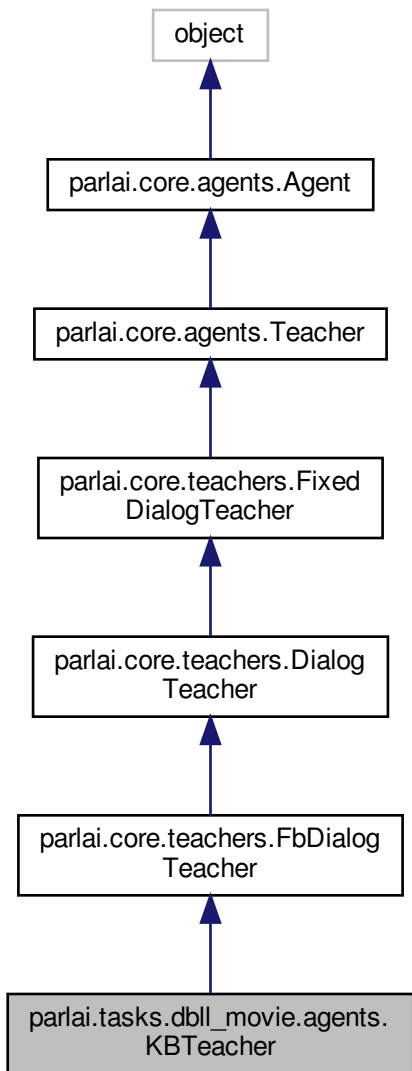 object
parlai.core.agents.Agent
parlai.core.agents.Teacher
parlai.core.teachers.Fixed
DialogTeacher
parlai.core.teachers.Dialog
Teacher
parlai.core.teachers.FbDialog
Teacher
parlai.tasks.dbll_movie.agents.
KBTeacher